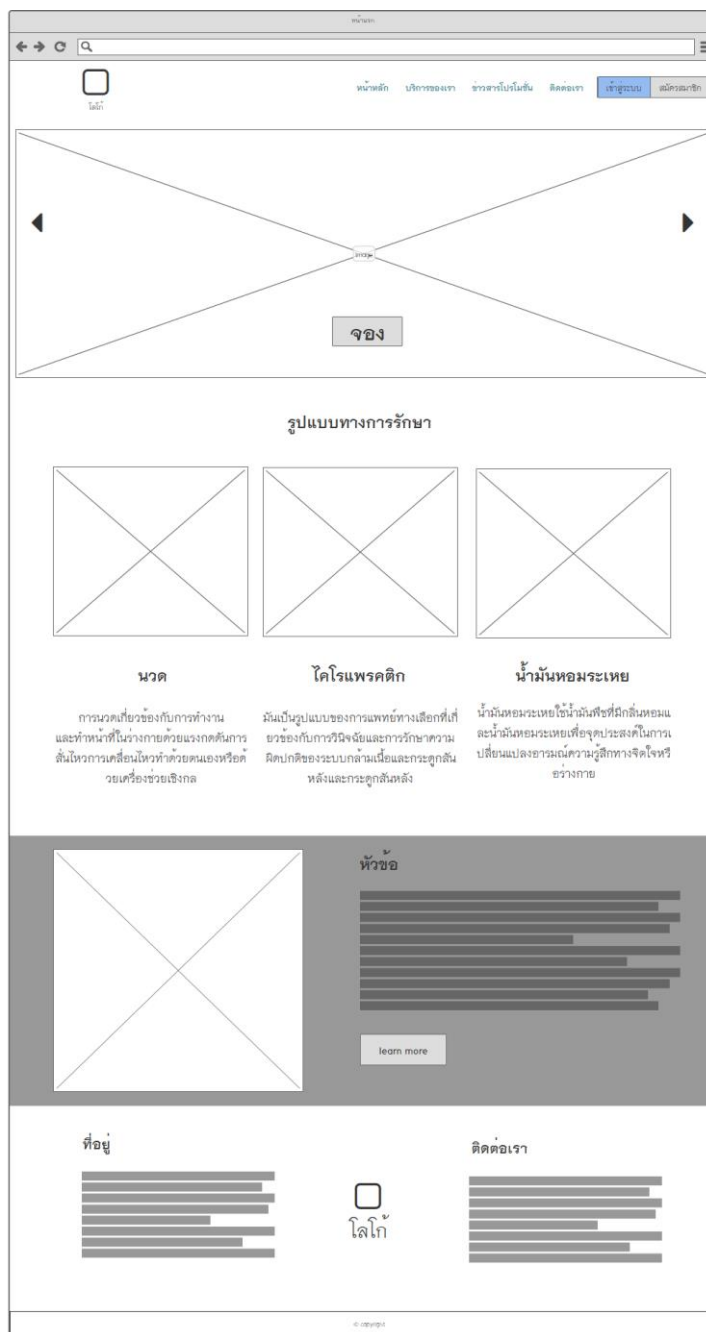 หน้าแรก
โลโก้
หน้าหลัก บริการของเรา ข่าวสารโปรโมชั่น ติดต่อเรา เข้าสู่ระบบ สมัครสมาชิก
image
จอง
รูปแบบทางการรักษา
นวด
การนวดเกี่ยวข้องกับการทำงาน
และทำหน้าที่ในร่างกายด้วยแรงกดดันการ
สั่นไหวการเคลื่อนไหวทำด้วยตนเองหรือด้
วยเครื่องช่วยเชิงกล
ไคโรแพรคติก
มันเป็นรูปแบบของการแพทย์ทางเลือกที่เกี่
ยวข้องกับการวินิจฉัยและการรักษาความ
ผิดปกติของระบบกล้ามเนื้อและกระดูกสัน
หลังและกระดูกสันหลัง
น้ำมันหอมระเหย
น้ำมันหอมระเหยใช้น้ำมันพืชที่มีกลิ่นหอมแ
ละน้ำมันหอมระเหยเพื่อจุดประสงค์ในการเ
ปลี่ยนแปลงอารมณ์ความรู้สึกทางจิตใจหรื
อร่างกาย
หัวข้อ
learn more
ที่อยู่
โลโก้
ติดต่อเรา
© copyright